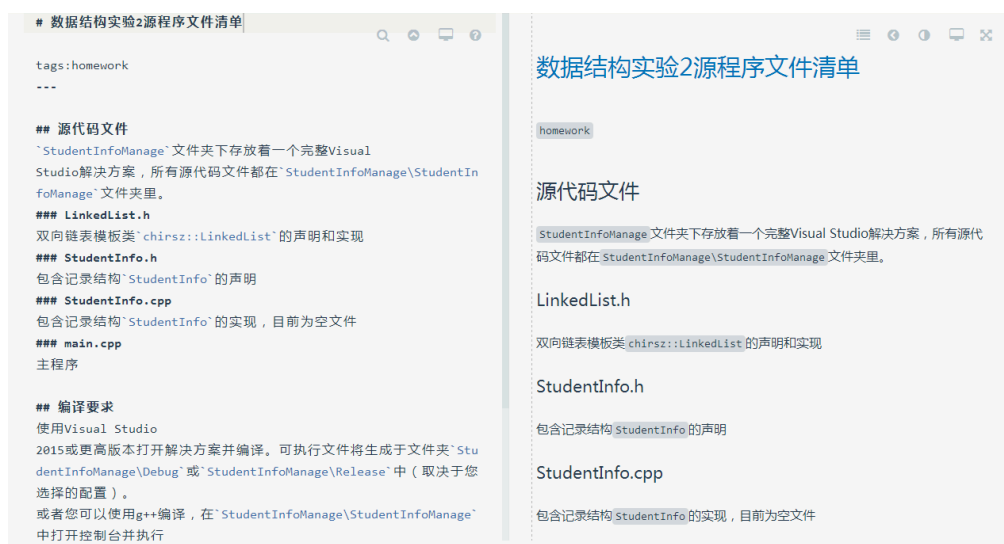 # 数据结构实验2源程序文件清单
tags:homework
---
## 源代码文件
`StudentInfoManage`文件夹下存放着一个完整Visual
Studio解决方案，所有源代码文件都在`StudentInfoManage\StudentIn
foManage`文件夹里。
### LinkedList.h
双向链表模板类`chirsz::LinkedList`的声明和实现
### StudentInfo.h
包含记录结构`StudentInfo`的声明
### StudentInfo.cpp
包含记录结构`StudentInfo`的实现，目前为空文件
### main.cpp
主程序
## 编译要求
使用Visual Studio
2015或更高版本打开解决方案并编译。可执行文件将生成于文件夹`Stu
dentInfoManage\Debug`或`StudentInfoManage\Release`中（取决于您
选择的配置）。
或者您可以使用g++编译，在`StudentInfoManage\StudentInfoManage`
中打开控制台并执行
数据结构实验2源程序文件清单
homework
源代码文件
StudentInfoManage文件夹下存放着一个完整Visual Studio解决方案，所有源代
码文件都在StudentInfoManage\StudentInfoManage文件夹里。
LinkedList.h
双向链表模板类chirsz::LinkedList的声明和实现
StudentInfo.h
包含记录结构StudentInfo的声明
StudentInfo.cpp
包含记录结构StudentInfo的实现，目前为空文件